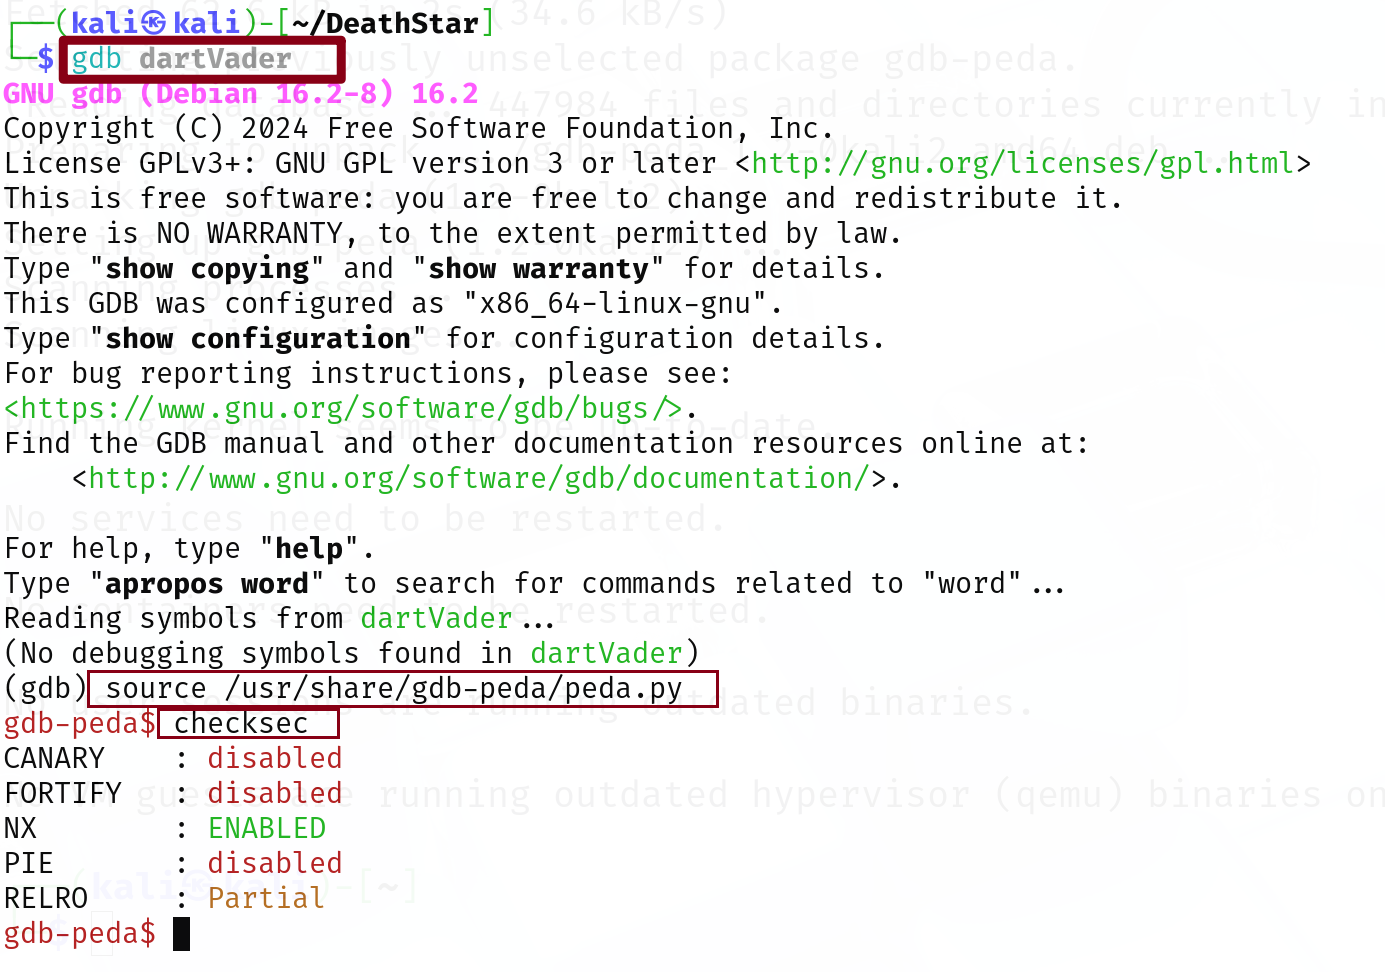 (kali㉿kali)-[~/DeathStar]
$ gdb dartVader
GNU gdb (Debian 16.2-8) 16.2
Copyright (C) 2024 Free Software Foundation, Inc.
License GPLv3+: GNU GPL version 3 or later <http://gnu.org/licenses/gpl.html>
This is free software: you are free to change and redistribute it.
There is NO WARRANTY, to the extent permitted by law.
Type "show copying" and "show warranty" for details.
This GDB was configured as "x86_64-linux-gnu".
Type "show configuration" for configuration details.
For bug reporting instructions, please see:
<https://www.gnu.org/software/gdb/bugs/>.
Find the GDB manual and other documentation resources online at:
<http://www.gnu.org/software/gdb/documentation/>.
For help, type "help".
Type "apropos word" to search for commands related to "word"...
Reading symbols from dartVader...
(No debugging symbols found in dartVader)
(gdb) source /usr/share/gdb-peda/peda.py
gdb-peda$ checksec
CANARY : disabled
FORTIFY : disabled
NX : ENABLED
PIE : disabled
RELRO : Partial
gdb-peda$